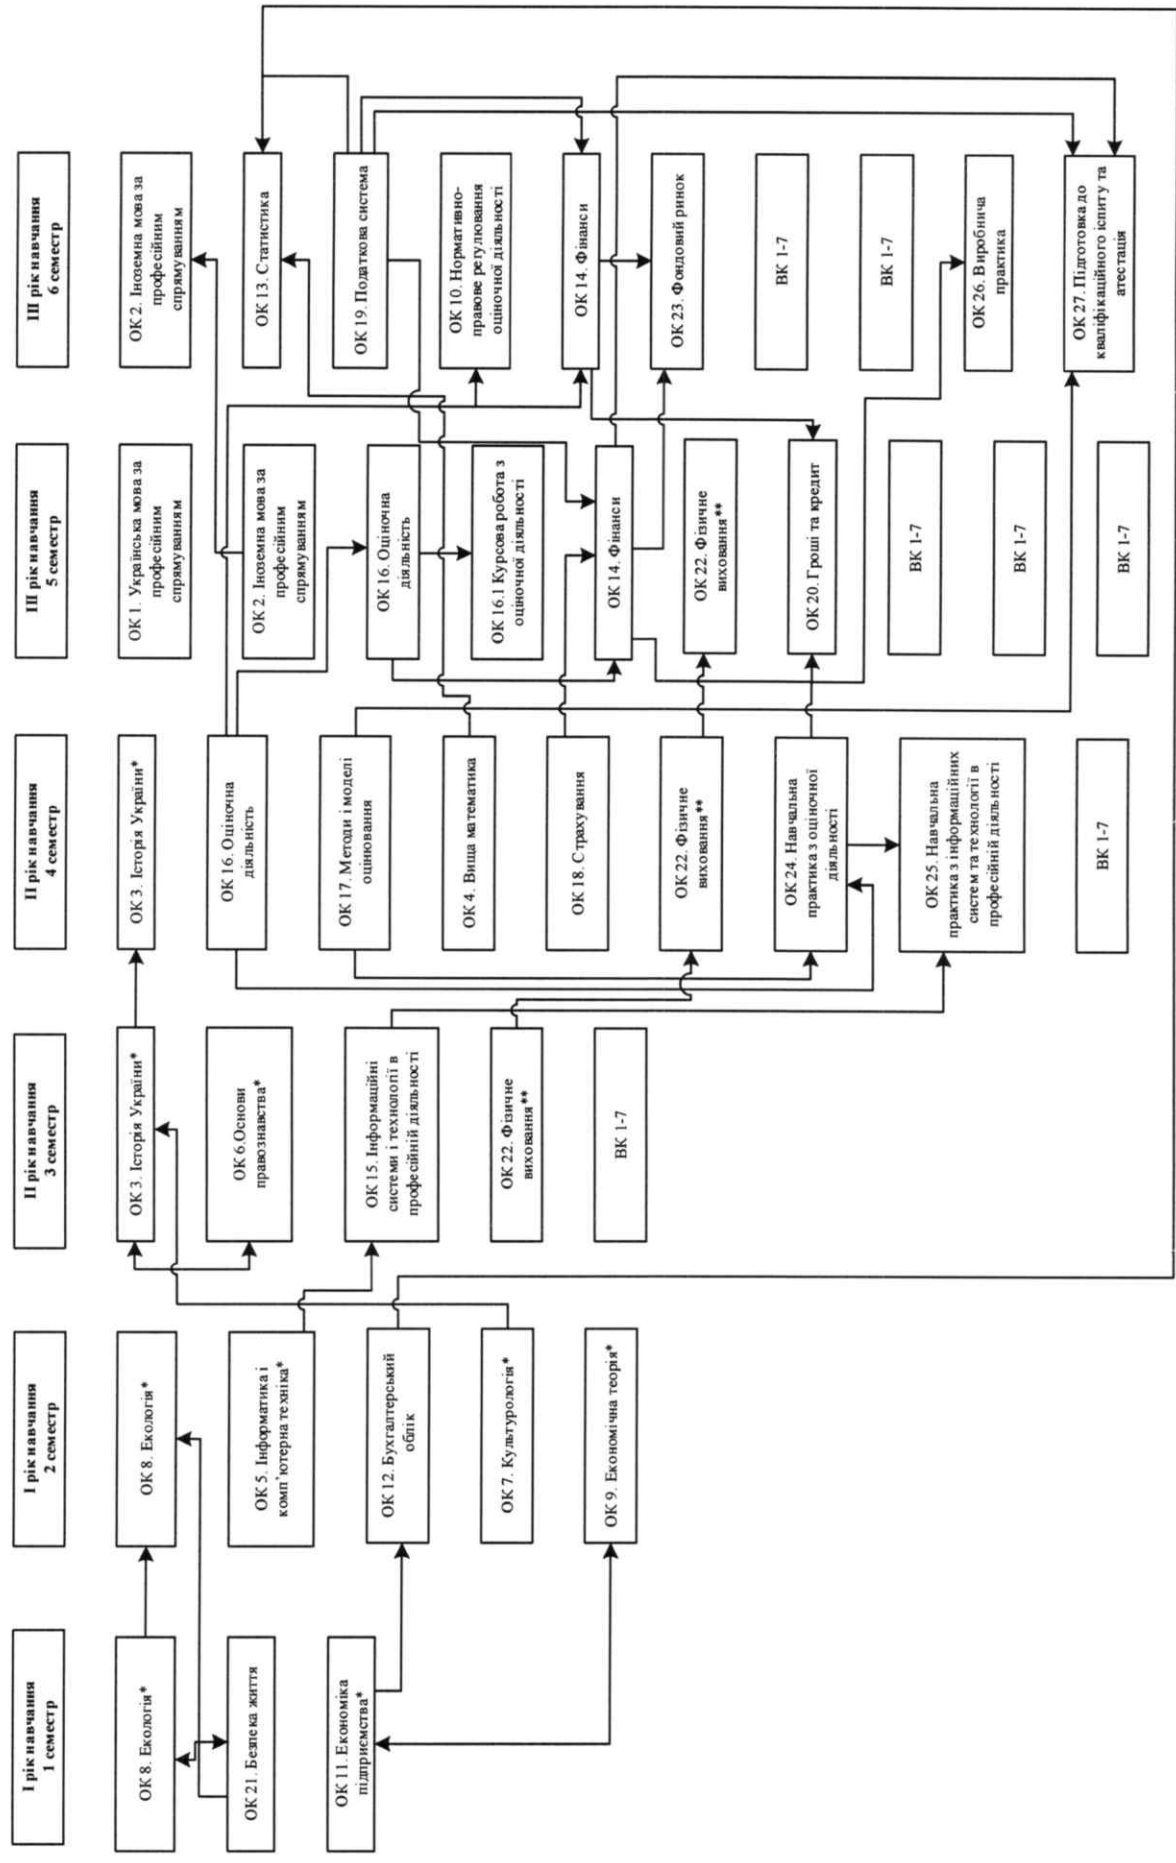 І рік навчання
1 семестр
ОК 8. Екологія*
ОК 21. Безпека життя
ОК 11. Економіка
підприємства*
І рік навчання
2 семестр
ОК 8. Екологія*
ОК 5. Інформатика і
комп'ютерна техніка*
ОК 12. Бухгалтерський
облік
ОК 7. Культурологія*
ОК 9. Економічна теорія*
ІІ рік навчання
3 семестр
ОК 3. Історія України*
ОК 6.Основи
правознавства*
ОК 15. Інформаційні
системи і технології в
професійній діяльності
ОК 22. Фізичне
виховання**
ВК 1-7
ІІ рік навчання
4 семестр
ОК 3. Історія України*
ОК 16. Оціночна
діяльність
ОК 17. Методи і моделі
оцінювання
ОК 4. Вища математика
ОК 18. Страхування
ОК 22. Фізичне
виховання**
ОК 24. Навчальна
практика з оціночної
діяльності
ОК 25. Навчальна
практика з інформаційних
систем та технології в
професійній діяльності
ВК 1-7
ІІІ рік навчання
5 семестр
ОК 1. Українська мова за
професійним
спрямуванням
ОК 2. Іноземна мова за
професійним
спрямуванням
ОК 16. Оціночна
діяльність
ОК 16.1 Курсова робота з
оціночної діяльності
ОК 14. Фінанси
ОК 22. Фізичне
виховання**
ОК 20. Гроші та кредит
ВК 1-7
ВК 1-7
ВК 1-7
ІІІ рік навчання
6 семестр
ОК 2. Іноземна мова за
професійним
спрямуванням
ОК 13. Статистика
ОК 19. Податкова система
ОК 10. Нормативно-
правове регулювання
оціночної діяльності
ОК 14. Фінанси
ОК 23. Фондовий ринок
ВК 1-7
ВК 1-7
ОК 26. Виробнича
практика
ОК 27. Підготовка до
кваліфікаційного іспиту та
атестація